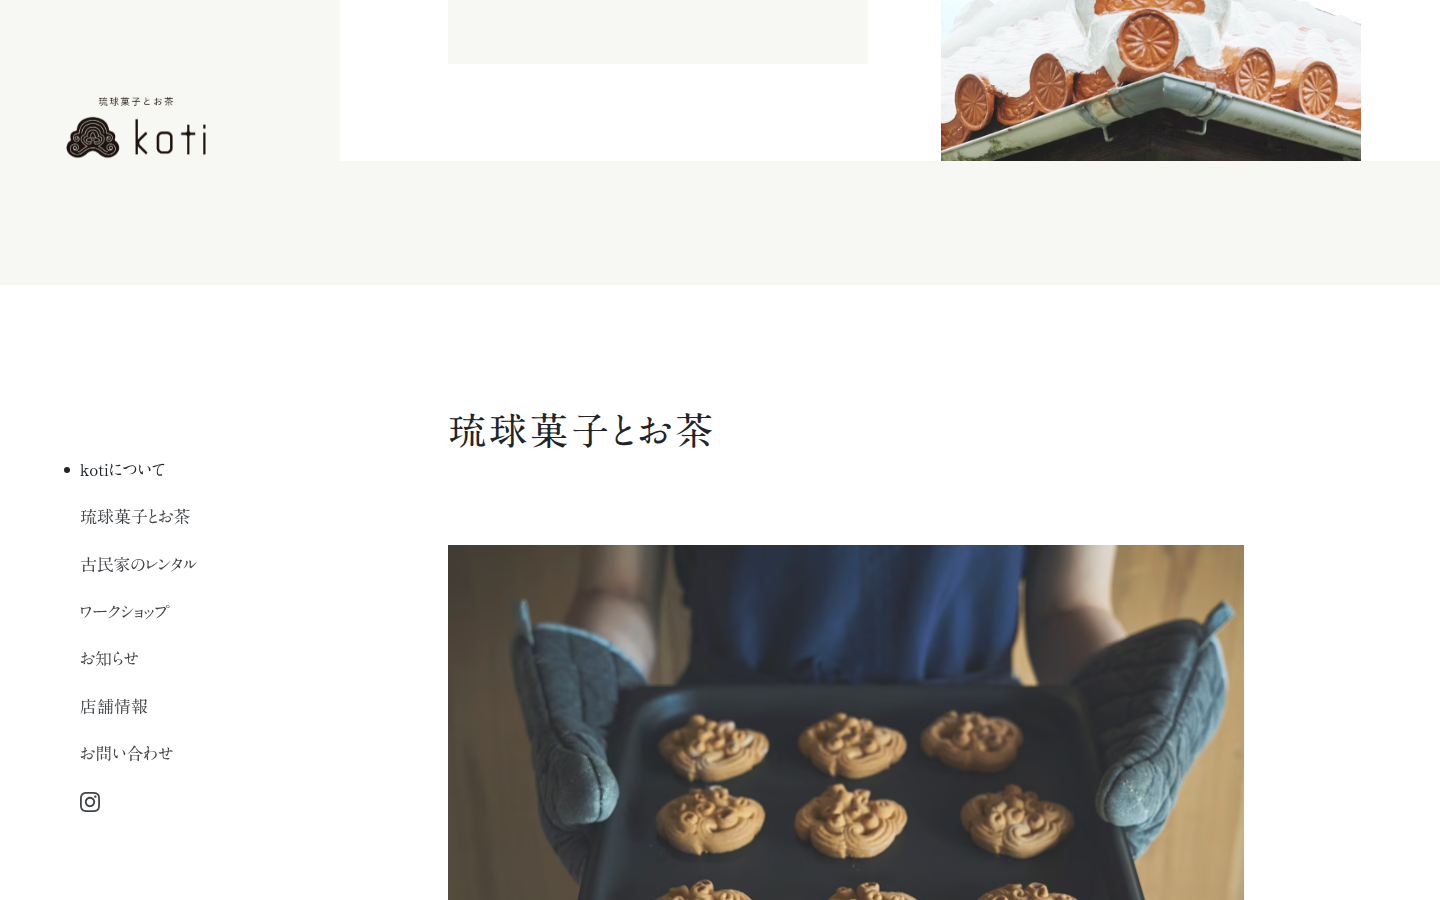 琉球菓子とお茶
koti
琉球菓子とお茶
kotiについて
琉球菓子とお茶
古民家のレンタル
ワークショップ
お知らせ
店舗情報
お問い合わせ